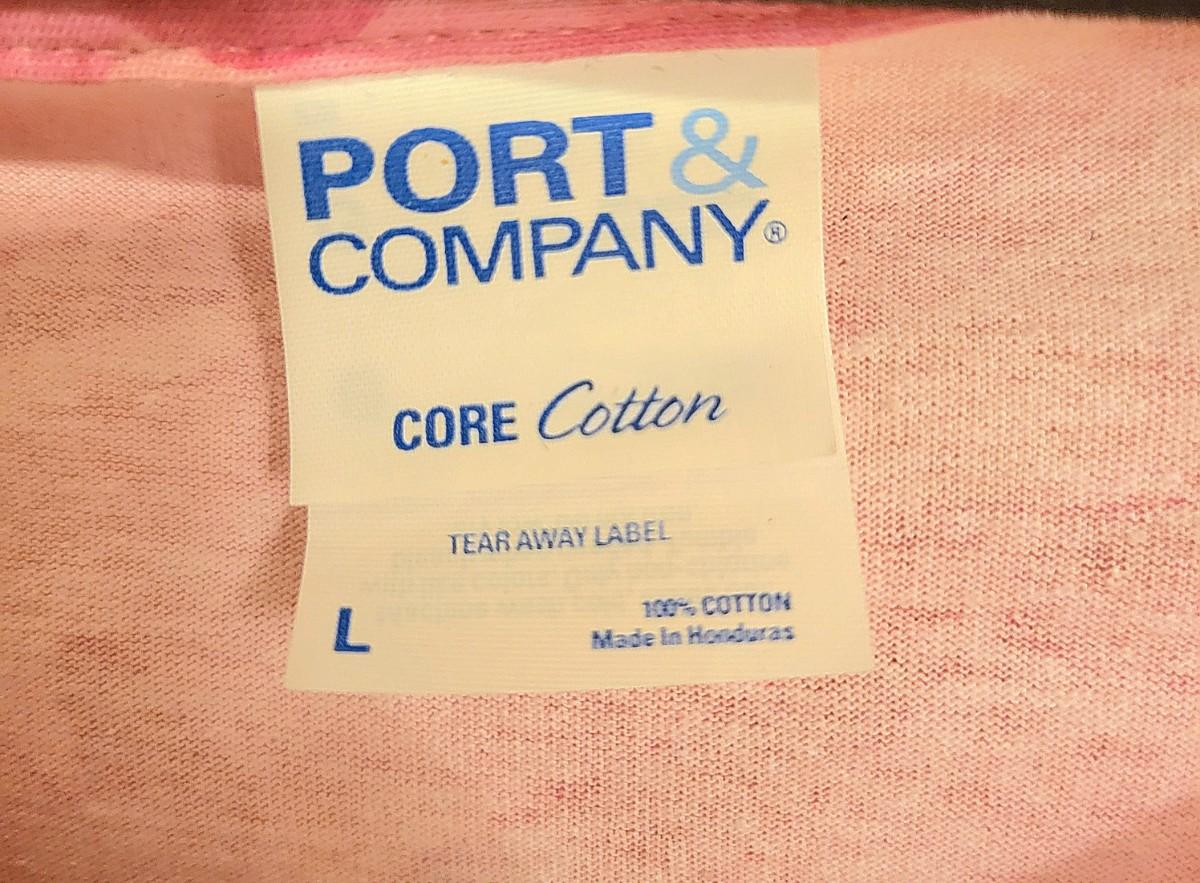 PORT &
COMPANY®
CORE Cotton
TEAR AWAY LABEL
100% COTTON
L
Made In Honduras